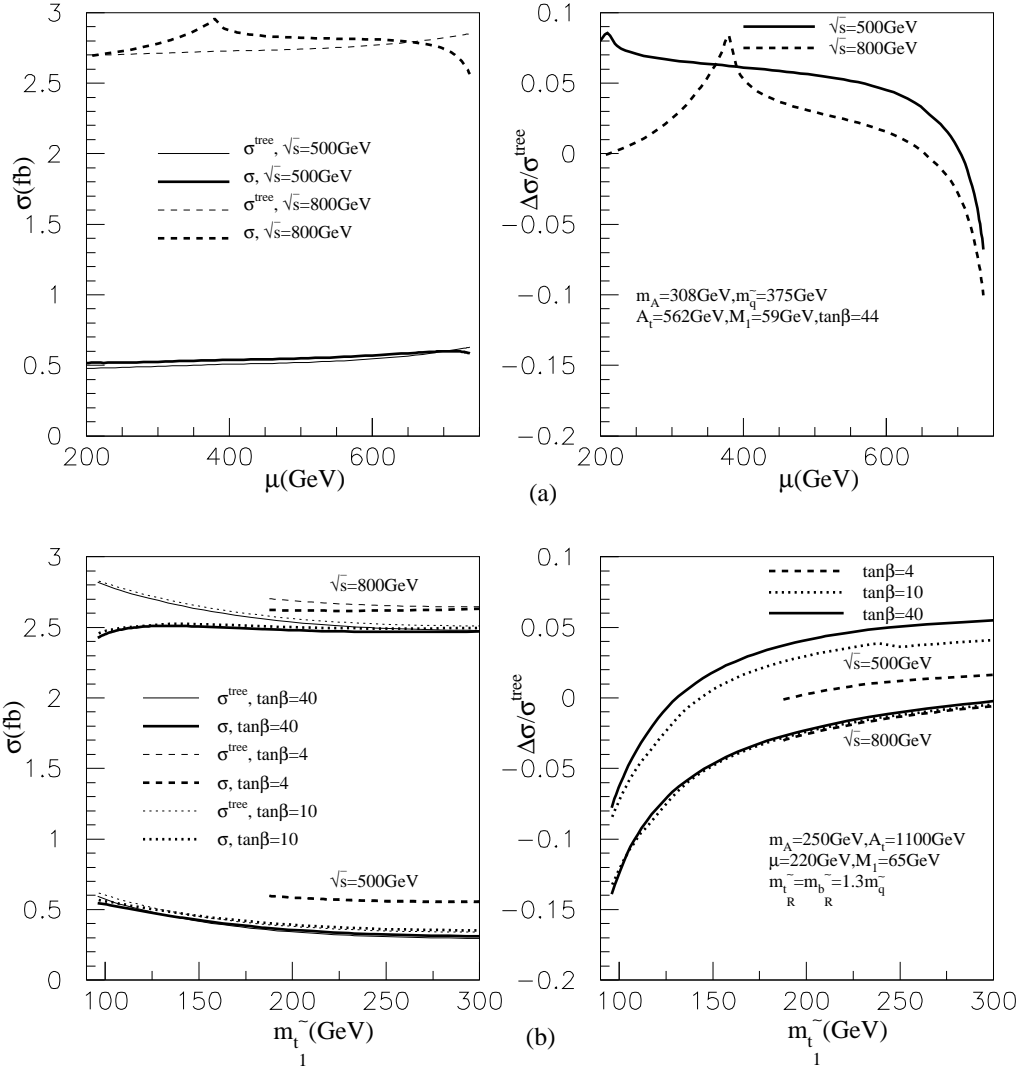 3
2.5
2
1.5
1
0.5
0
σ(fb)
σ^tree, √s=500GeV
σ, √s=500GeV
σ^tree, √s=800GeV
σ, √s=800GeV
200 400 600
μ(GeV)
0.1
0.05
0
−0.05
−0.1
−0.15
−0.2
Δσ/σ^tree
√s=500GeV
√s=800GeV
m_A=308GeV,m_q̃=375GeV
A_t=562GeV,M_1=59GeV,tanβ=44
200 400 600
μ(GeV)
(a)
3
2.5
2
1.5
1
0.5
0
σ(fb)
√s=800GeV
σ^tree, tanβ=40
σ, tanβ=40
σ^tree, tanβ=4
σ, tanβ=4
σ^tree, tanβ=10
σ, tanβ=10
√s=500GeV
100 150 200 250 300
m_t̃_1(GeV)
0.1
0.05
0
−0.05
−0.1
−0.15
−0.2
Δσ/σ^tree
tanβ=4
tanβ=10
tanβ=40
√s=500GeV
√s=800GeV
m_A=250GeV,A_t=1100GeV
μ=220GeV,M_1=65GeV
m_t̃_R=m_b̃_R=1.3m_q̃
100 150 200 250 300
m_t̃_1(GeV)
(b)